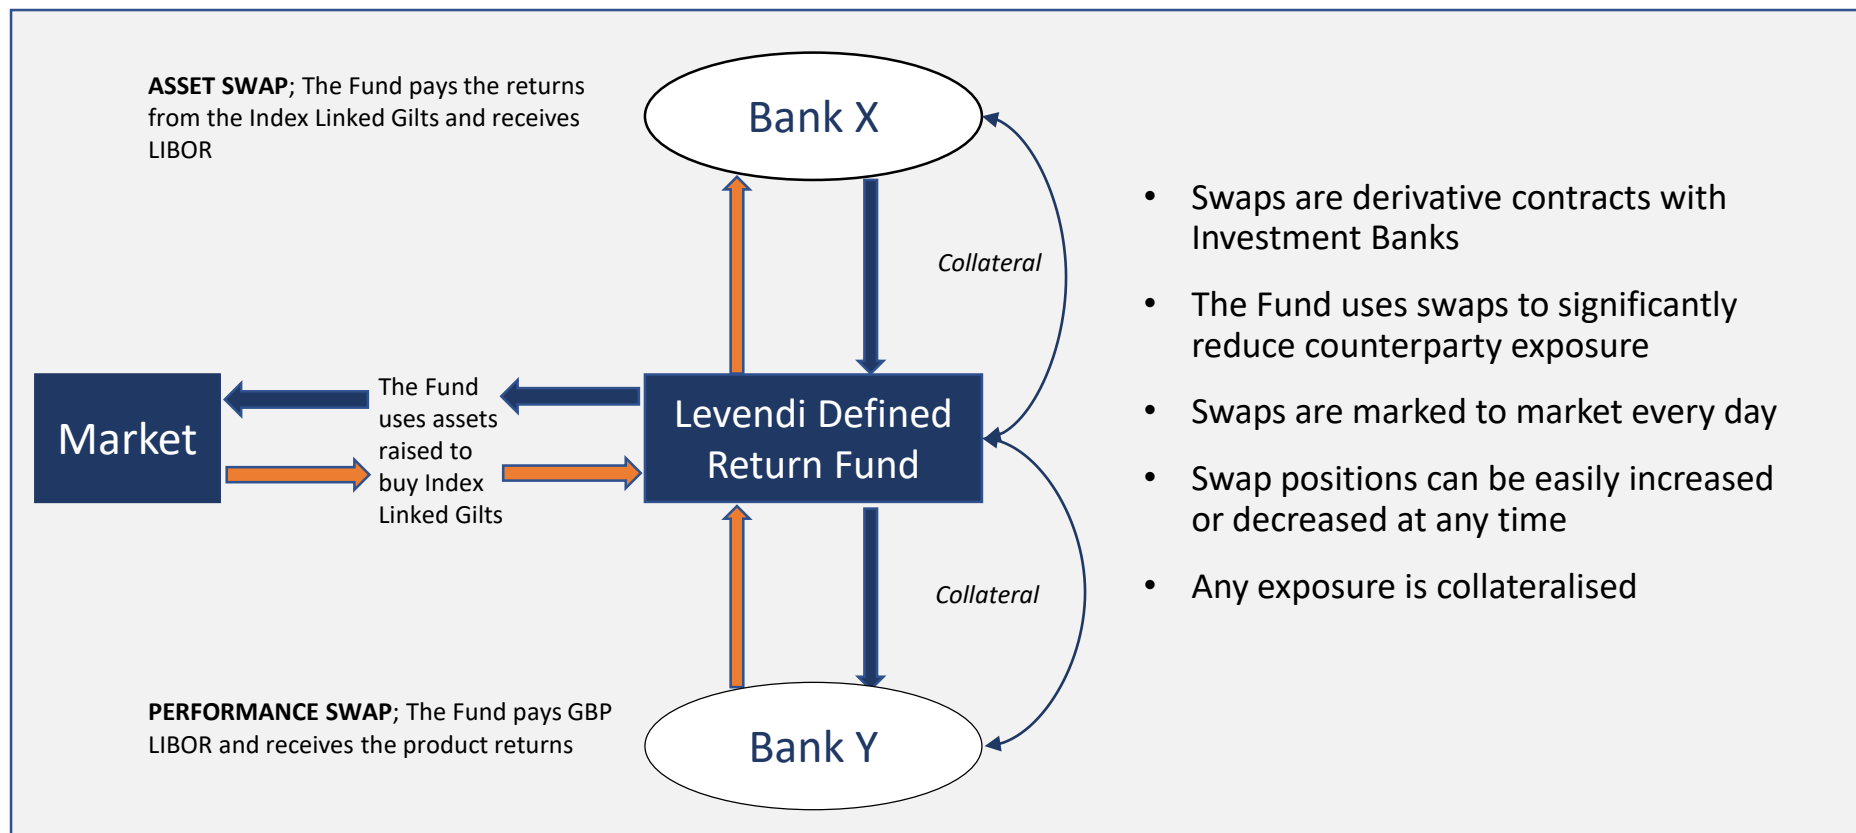 ASSET SWAP; The Fund pays the returns
from the Index Linked Gilts and receives
LIBOR
Bank X
Collateral
Market
The Fund
uses assets
raised to
buy Index
Linked Gilts
Levendi Defined
Return Fund
Collateral
PERFORMANCE SWAP; The Fund pays GBP
LIBOR and receives the product returns
Bank Y
• Swaps are derivative contracts with
Investment Banks
• The Fund uses swaps to significantly
reduce counterparty exposure
• Swaps are marked to market every day
• Swap positions can be easily increased
or decreased at any time
• Any exposure is collateralised